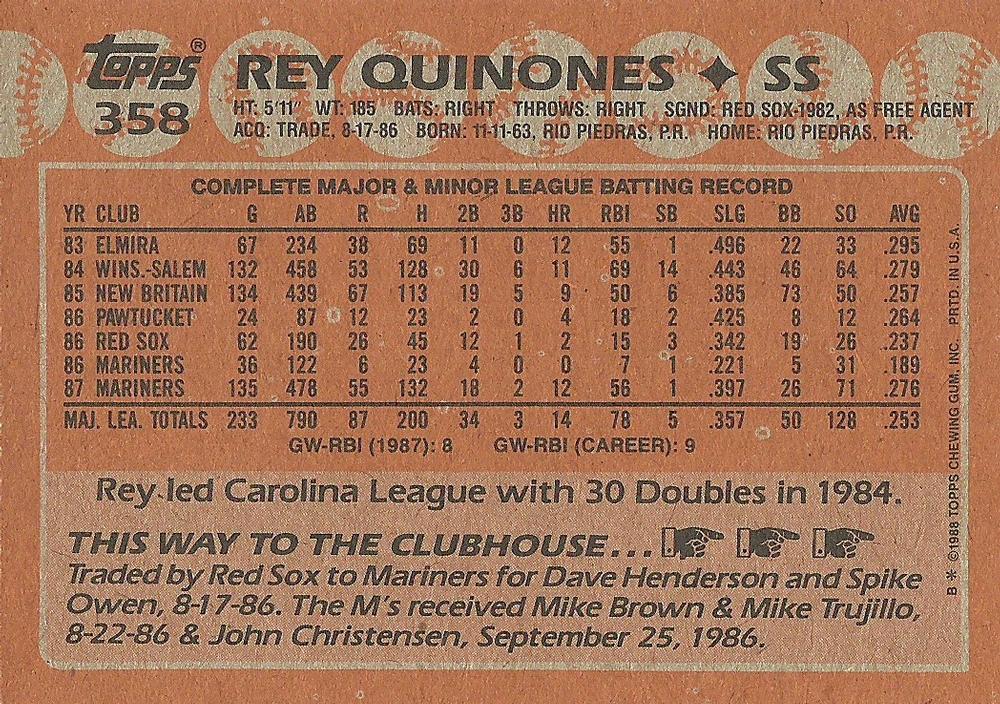 Topps®
358
REY QUINONES ✦ SS
HT: 5'11" WT: 185 BATS: RIGHT THROWS: RIGHT SGND: RED SOX-1982, AS FREE AGENT
ACQ: TRADE, 8-17-86 BORN: 11-11-63, RIO PIEDRAS, P.R. HOME: RIO PIEDRAS, P.R.
COMPLETE MAJOR & MINOR LEAGUE BATTING RECORD
YR CLUB G AB R H 2B 3B HR RBI SB SLG BB SO AVG
83 ELMIRA 67 234 38 69 11 0 12 55 1 .496 22 33 .295
84 WINS.-SALEM 132 458 53 128 30 6 11 69 14 .443 46 64 .279
85 NEW BRITAIN 134 439 67 113 19 5 9 50 6 .385 73 50 .257
86 PAWTUCKET 24 87 12 23 2 0 4 18 2 .425 8 12 .264
86 RED SOX 62 190 26 45 12 1 2 15 3 .342 19 26 .237
86 MARINERS 36 122 6 23 4 0 0 7 1 .221 5 31 .189
87 MARINERS 135 478 55 132 18 2 12 56 1 .397 26 71 .276
MAJ. LEA. TOTALS 233 790 87 200 34 3 14 78 5 .357 50 128 .253
GW-RBI (1987): 8 GW-RBI (CAREER): 9
Rey led Carolina League with 30 Doubles in 1984.
THIS WAY TO THE CLUBHOUSE...
Traded by Red Sox to Mariners for Dave Henderson and Spike
Owen, 8-17-86. The M's received Mike Brown & Mike Trujillo,
8-22-86 & John Christensen, September 25, 1986.
B * ©1988 TOPPS CHEWING GUM, INC. PRTD. IN U.S.A.